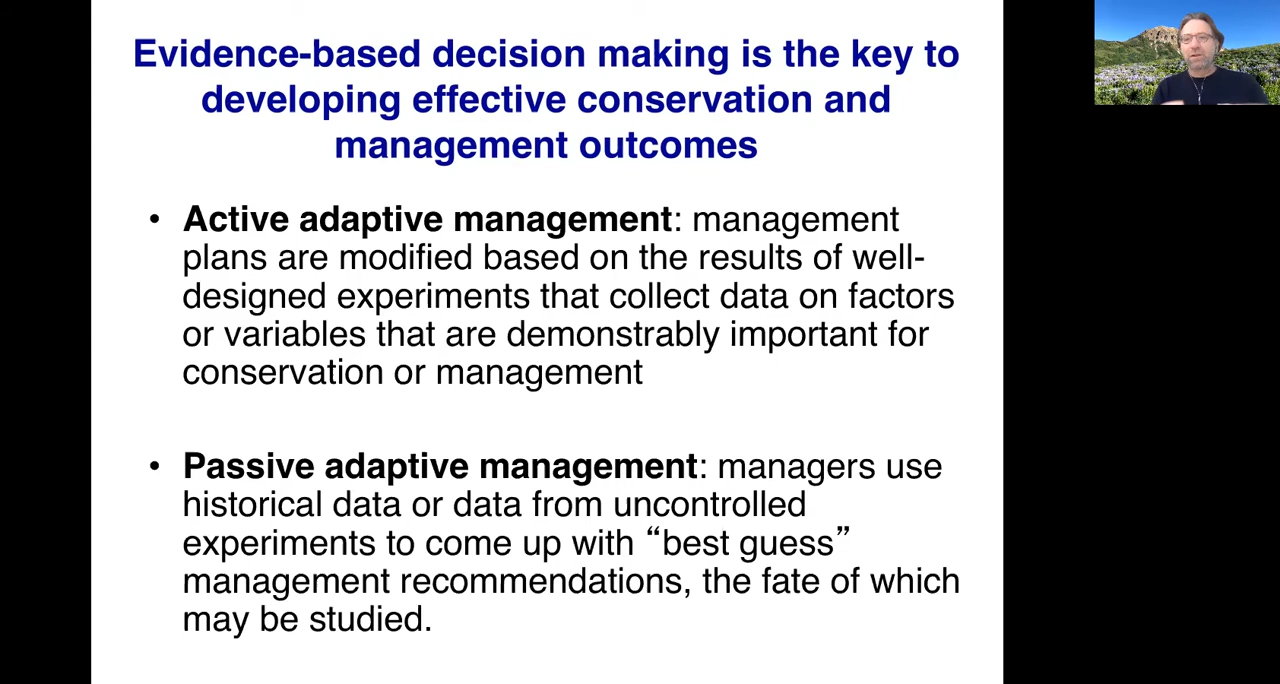 Evidence-based decision making is the key to
developing effective conservation and
management outcomes
• Active adaptive management: management
plans are modified based on the results of well-
designed experiments that collect data on factors
or variables that are demonstrably important for
conservation or management
• Passive adaptive management: managers use
historical data or data from uncontrolled
experiments to come up with “best guess”
management recommendations, the fate of which
may be studied.